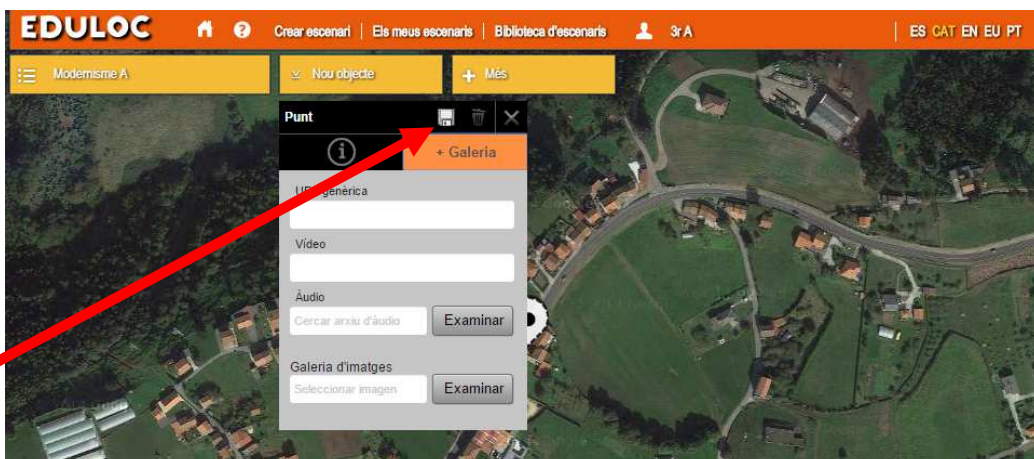 EDULOC Crear escenari | Els meus escenaris | Biblioteca d'escenaris 3r A | ES CAT EN EU PT
Modernisme A Nou objecte + Més
Punt
+ Galeria
genèrica
Vídeo
Àudio
Cercar arxiu d'àudio Examinar
Galeria d'imatges
Seleccionar imagen Examinar